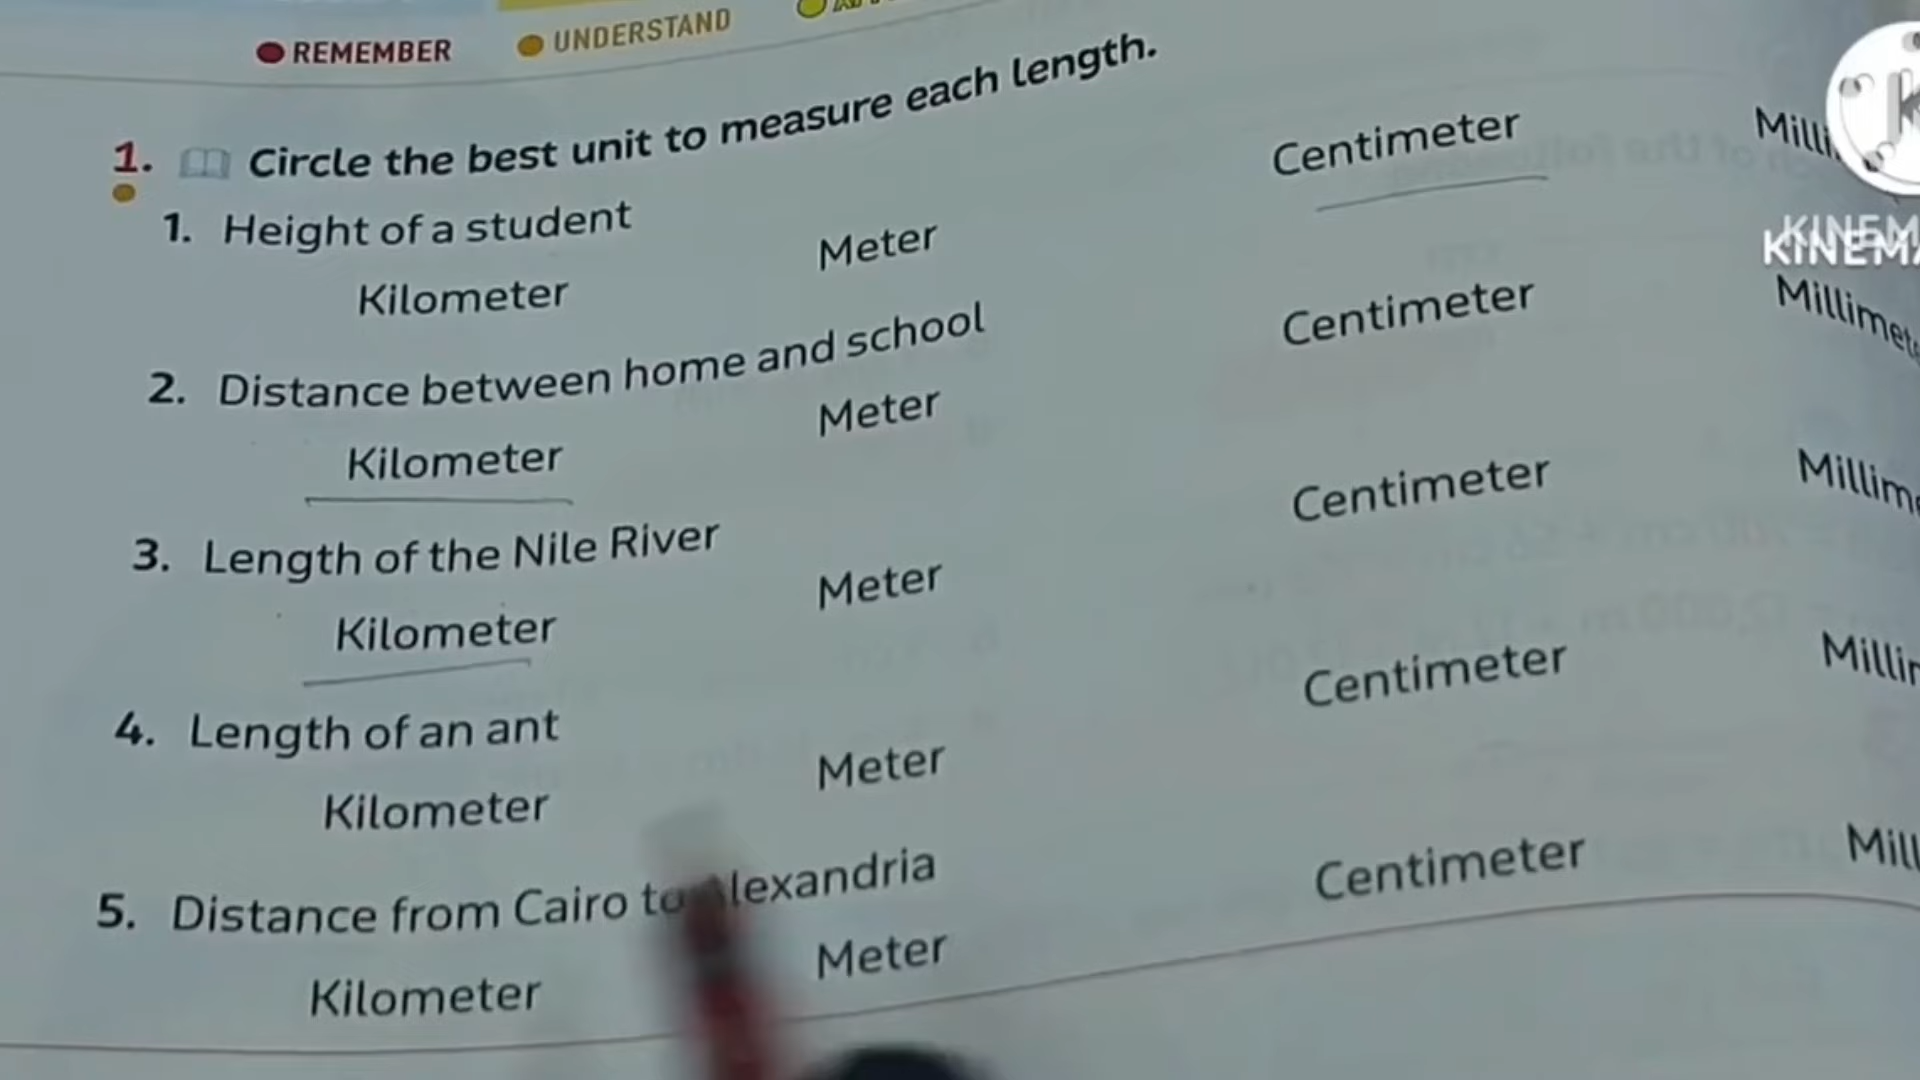 REMEMBER UNDERSTAND
1. Circle the best unit to measure each length.
1. Height of a student
Kilometer Meter Centimeter
2. Distance between home and school
Kilometer Meter Centimeter
3. Length of the Nile River
Kilometer Meter Centimeter
4. Length of an ant
Kilometer Meter Centimeter
5. Distance from Cairo to
Kilometer Meter Centimeter